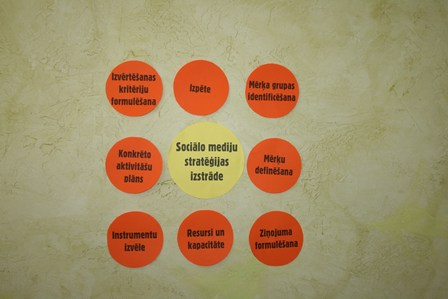 Izvērtēšanas
kritēriju
formulēšana
Izpēte
Mērķa grupas
identificēšana
Konkrēto
aktivitāšu
plāns
Sociālo mediju
stratēģijas
izstrāde
Mērķu
definēšana
Instrumentu
izvēle
Resursi un
kapacitāte
Ziņojuma
formulēšana